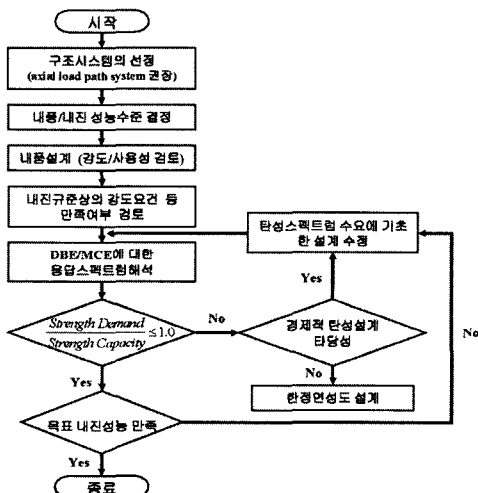 시작
구조시스템의 선정
(axial load path system 권장)
내용/내진 성능수준 결정
내품설계 (강도/사용성 검토)
내진규준상의 강도요건 등
만족여부 검토
탄성스펙트럼 수요에 기초
한 설계 수정
DBE/MCE에 대한
응답스펙트럼해석
Yes
Strength Demand
Strength Capacity
≤1.0
No
경제적 탄성설계
타당성
No
Yes
No
목표 내진성능 만족
한정연성도 설계
Yes
종료